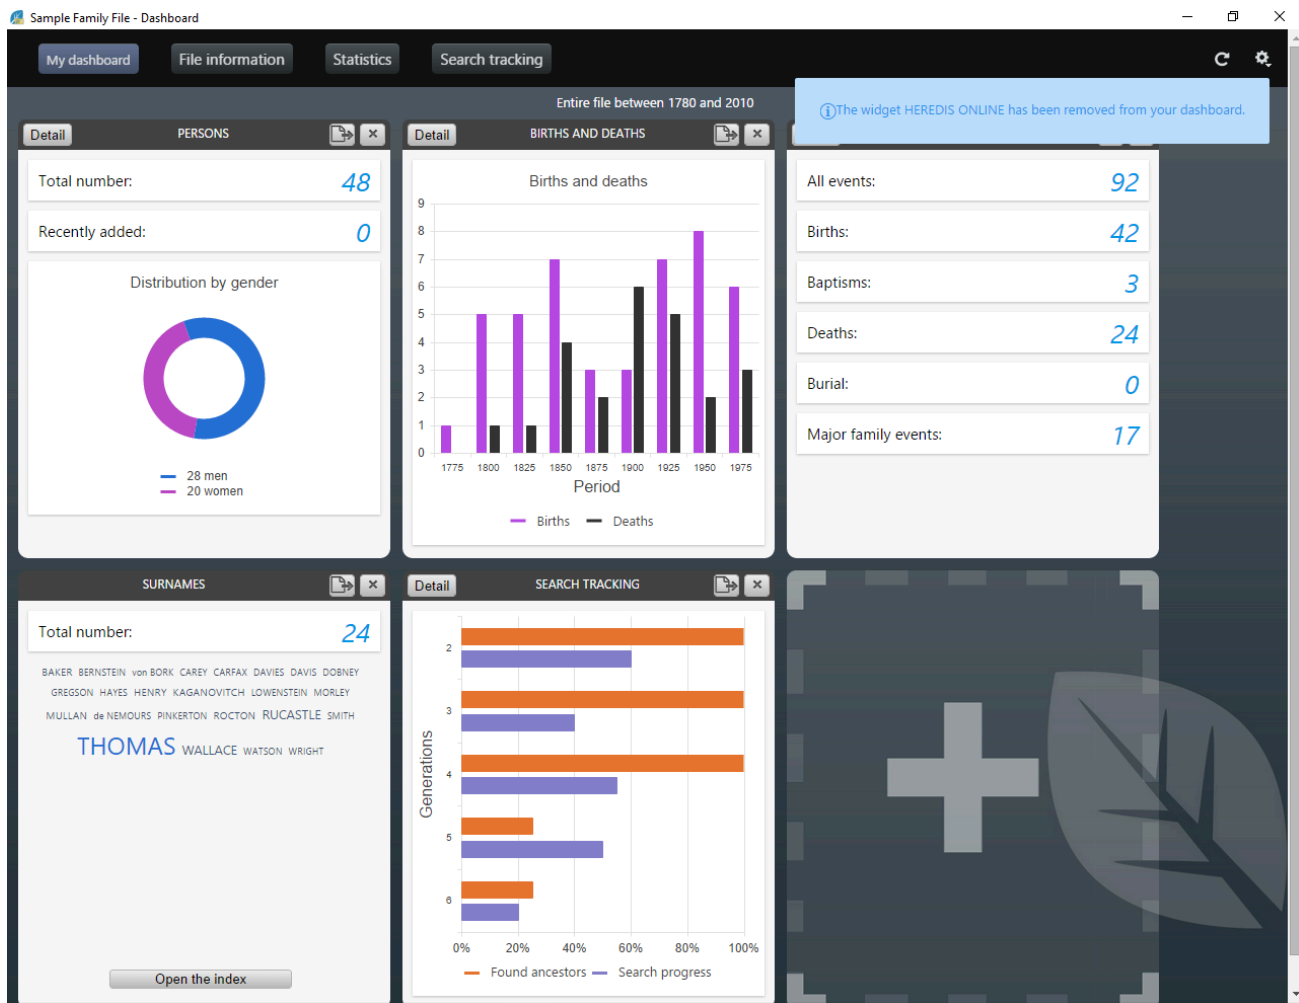 Sample Family File - Dashboard
My dashboard File information Statistics Search tracking
Entire file between 1780 and 2010
The widget HEREDIS ONLINE has been removed from your dashboard.
Detail PERSONS
Total number: 48
Recently added: 0
Distribution by gender
28 men
20 women
Detail BIRTHS AND DEATHS
Births and deaths
9
8
7
6
5
4
3
2
1
0
1775 1800 1825 1850 1875 1900 1925 1950 1975
Period
Births Deaths
All events: 92
Births: 42
Baptisms: 3
Deaths: 24
Burial: 0
Major family events: 17
SURNAMES
Total number: 24
BAKER BERNSTEIN von BORK CAREY CARFAX DAVIES DAVIS DOBNEY
GREGSON HAYES HENRY KAGANOVITCH LOWENSTEIN MORLEY
MULLAN de NEMOURS PINKERTON ROCTON RUCASTLE SMITH
THOMAS WALLACE WATSON WRIGHT
Open the index
Detail SEARCH TRACKING
Generations
2
3
4
5
6
0% 20% 40% 60% 80% 100%
Found ancestors Search progress